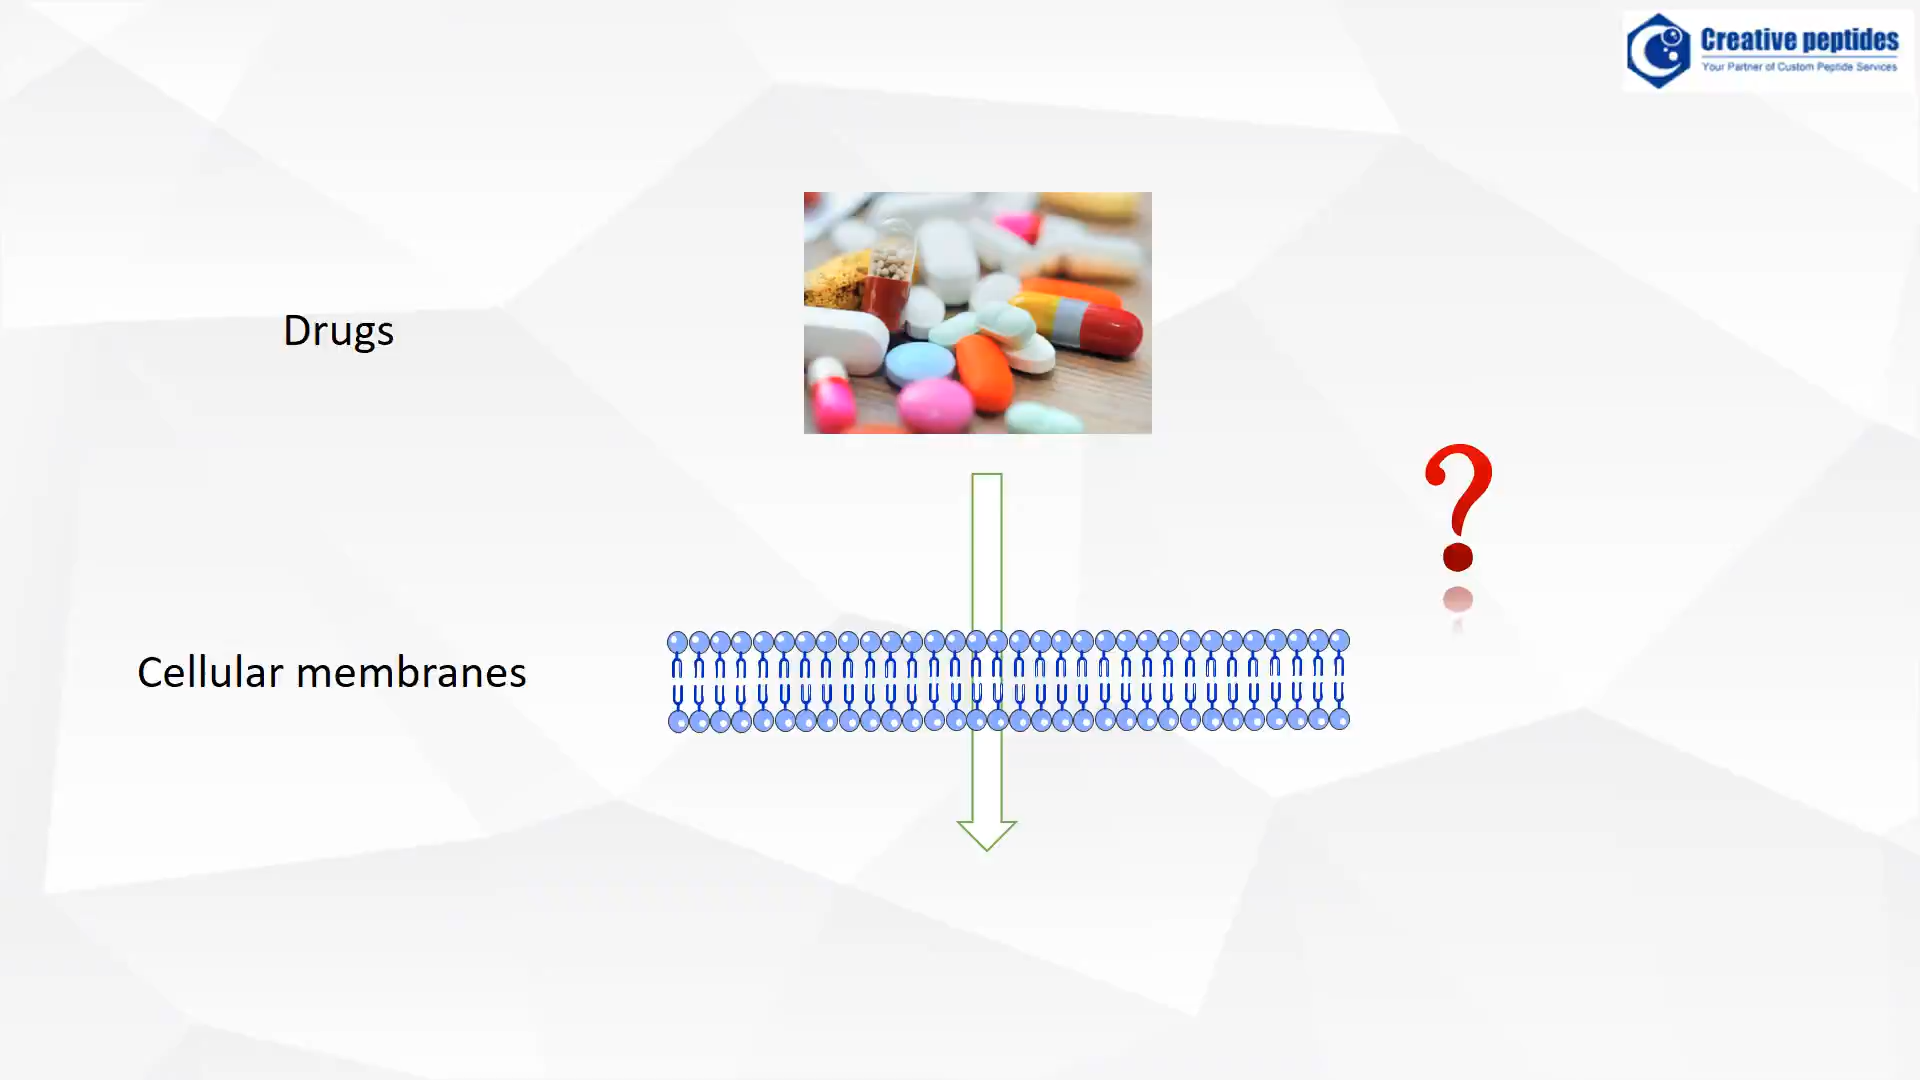 Creative peptides
Your Partner of Custom Peptide Services
Drugs
?
Cellular membranes